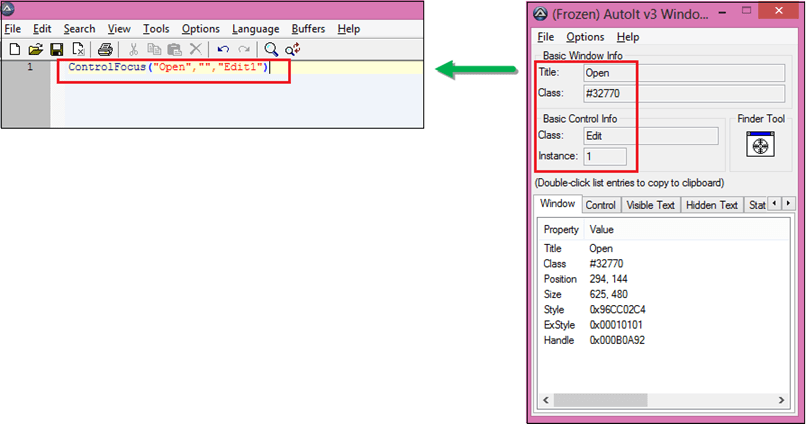 File Edit Search View Tools Options Language Buffers Help
1 ControlFocus("Open","","Edit1")
(Frozen) AutoIt v3 Windo...
File Options Help
Basic Window Info
Title: Open
Class: #32770
Basic Control Info
Class: Edit
Instance: 1
Finder Tool
(Double-click list entries to copy to clipboard)
Window Control Visible Text Hidden Text Stat
Property Value
Title Open
Class #32770
Position 294, 144
Size 625, 480
Style 0x96CC02C4
ExStyle 0x00010101
Handle 0x000B0A92